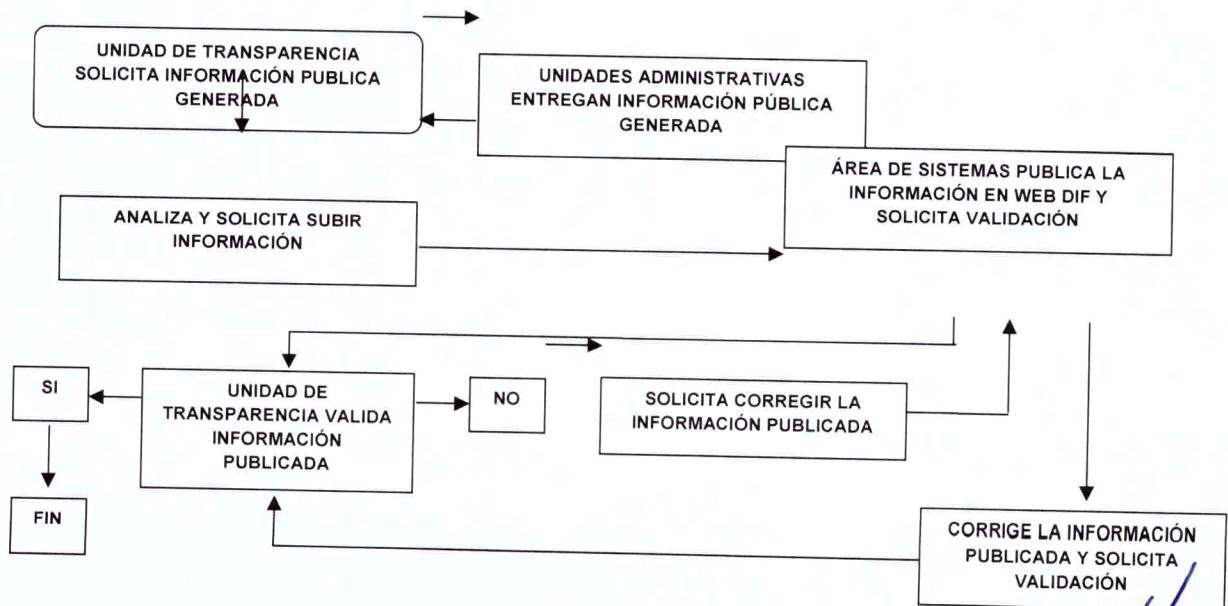 UNIDAD DE TRANSPARENCIA
SOLICITA INFORMACIÓN PUBLICA
GENERADA
UNIDADES ADMINISTRATIVAS
ENTREGAN INFORMACIÓN PÚBLICA
GENERADA
ÁREA DE SISTEMAS PUBLICA LA
INFORMACIÓN EN WEB DIF Y
SOLICITA VALIDACIÓN
ANALIZA Y SOLICITA SUBIR
INFORMACIÓN
SI
UNIDAD DE
TRANSPARENCIA VALIDA
INFORMACIÓN
PUBLICADA
NO
SOLICITA CORREGIR LA
INFORMACIÓN PUBLICADA
FIN
CORRIGE LA INFORMACIÓN
PUBLICADA Y SOLICITA
VALIDACIÓN